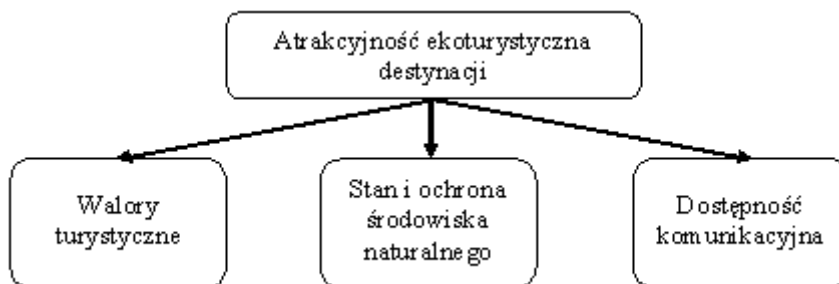 Atrakcyjność ekoturystyczna
destynacji
Walory
turystyczne
Stan i ochrona
środowiska
naturalnego
Dostępność
komunikacyjna